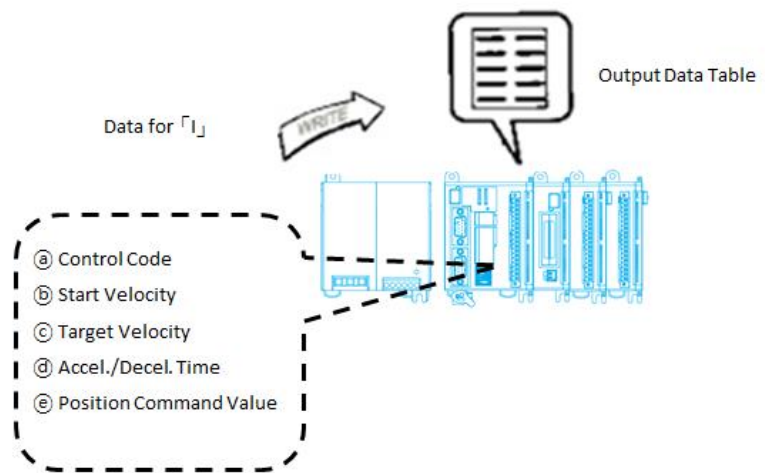 Output Data Table
Data for「I」
WRITE
ⓐ Control Code
ⓑ Start Velocity
ⓒ Target Velocity
ⓓ Accel./Decel. Time
ⓔ Position Command Value